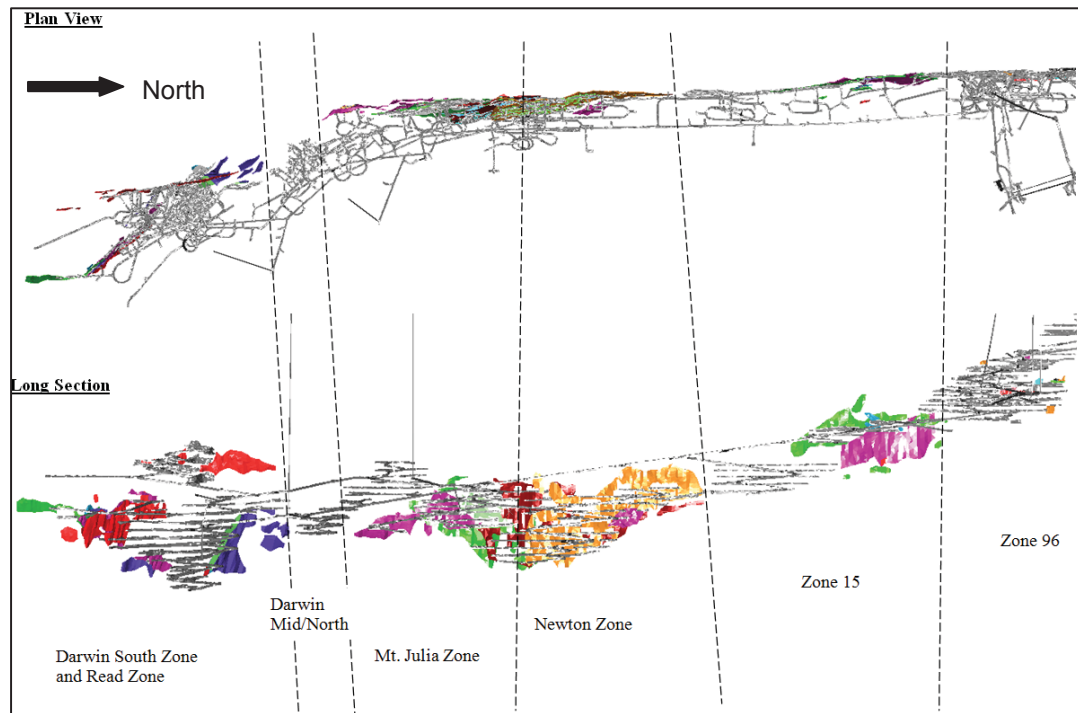 Plan View
North
Long Section
Zone 96
Zone 15
Darwin
Mid/North
Newton Zone
Darwin South Zone
and Read Zone
Mt. Julia Zone